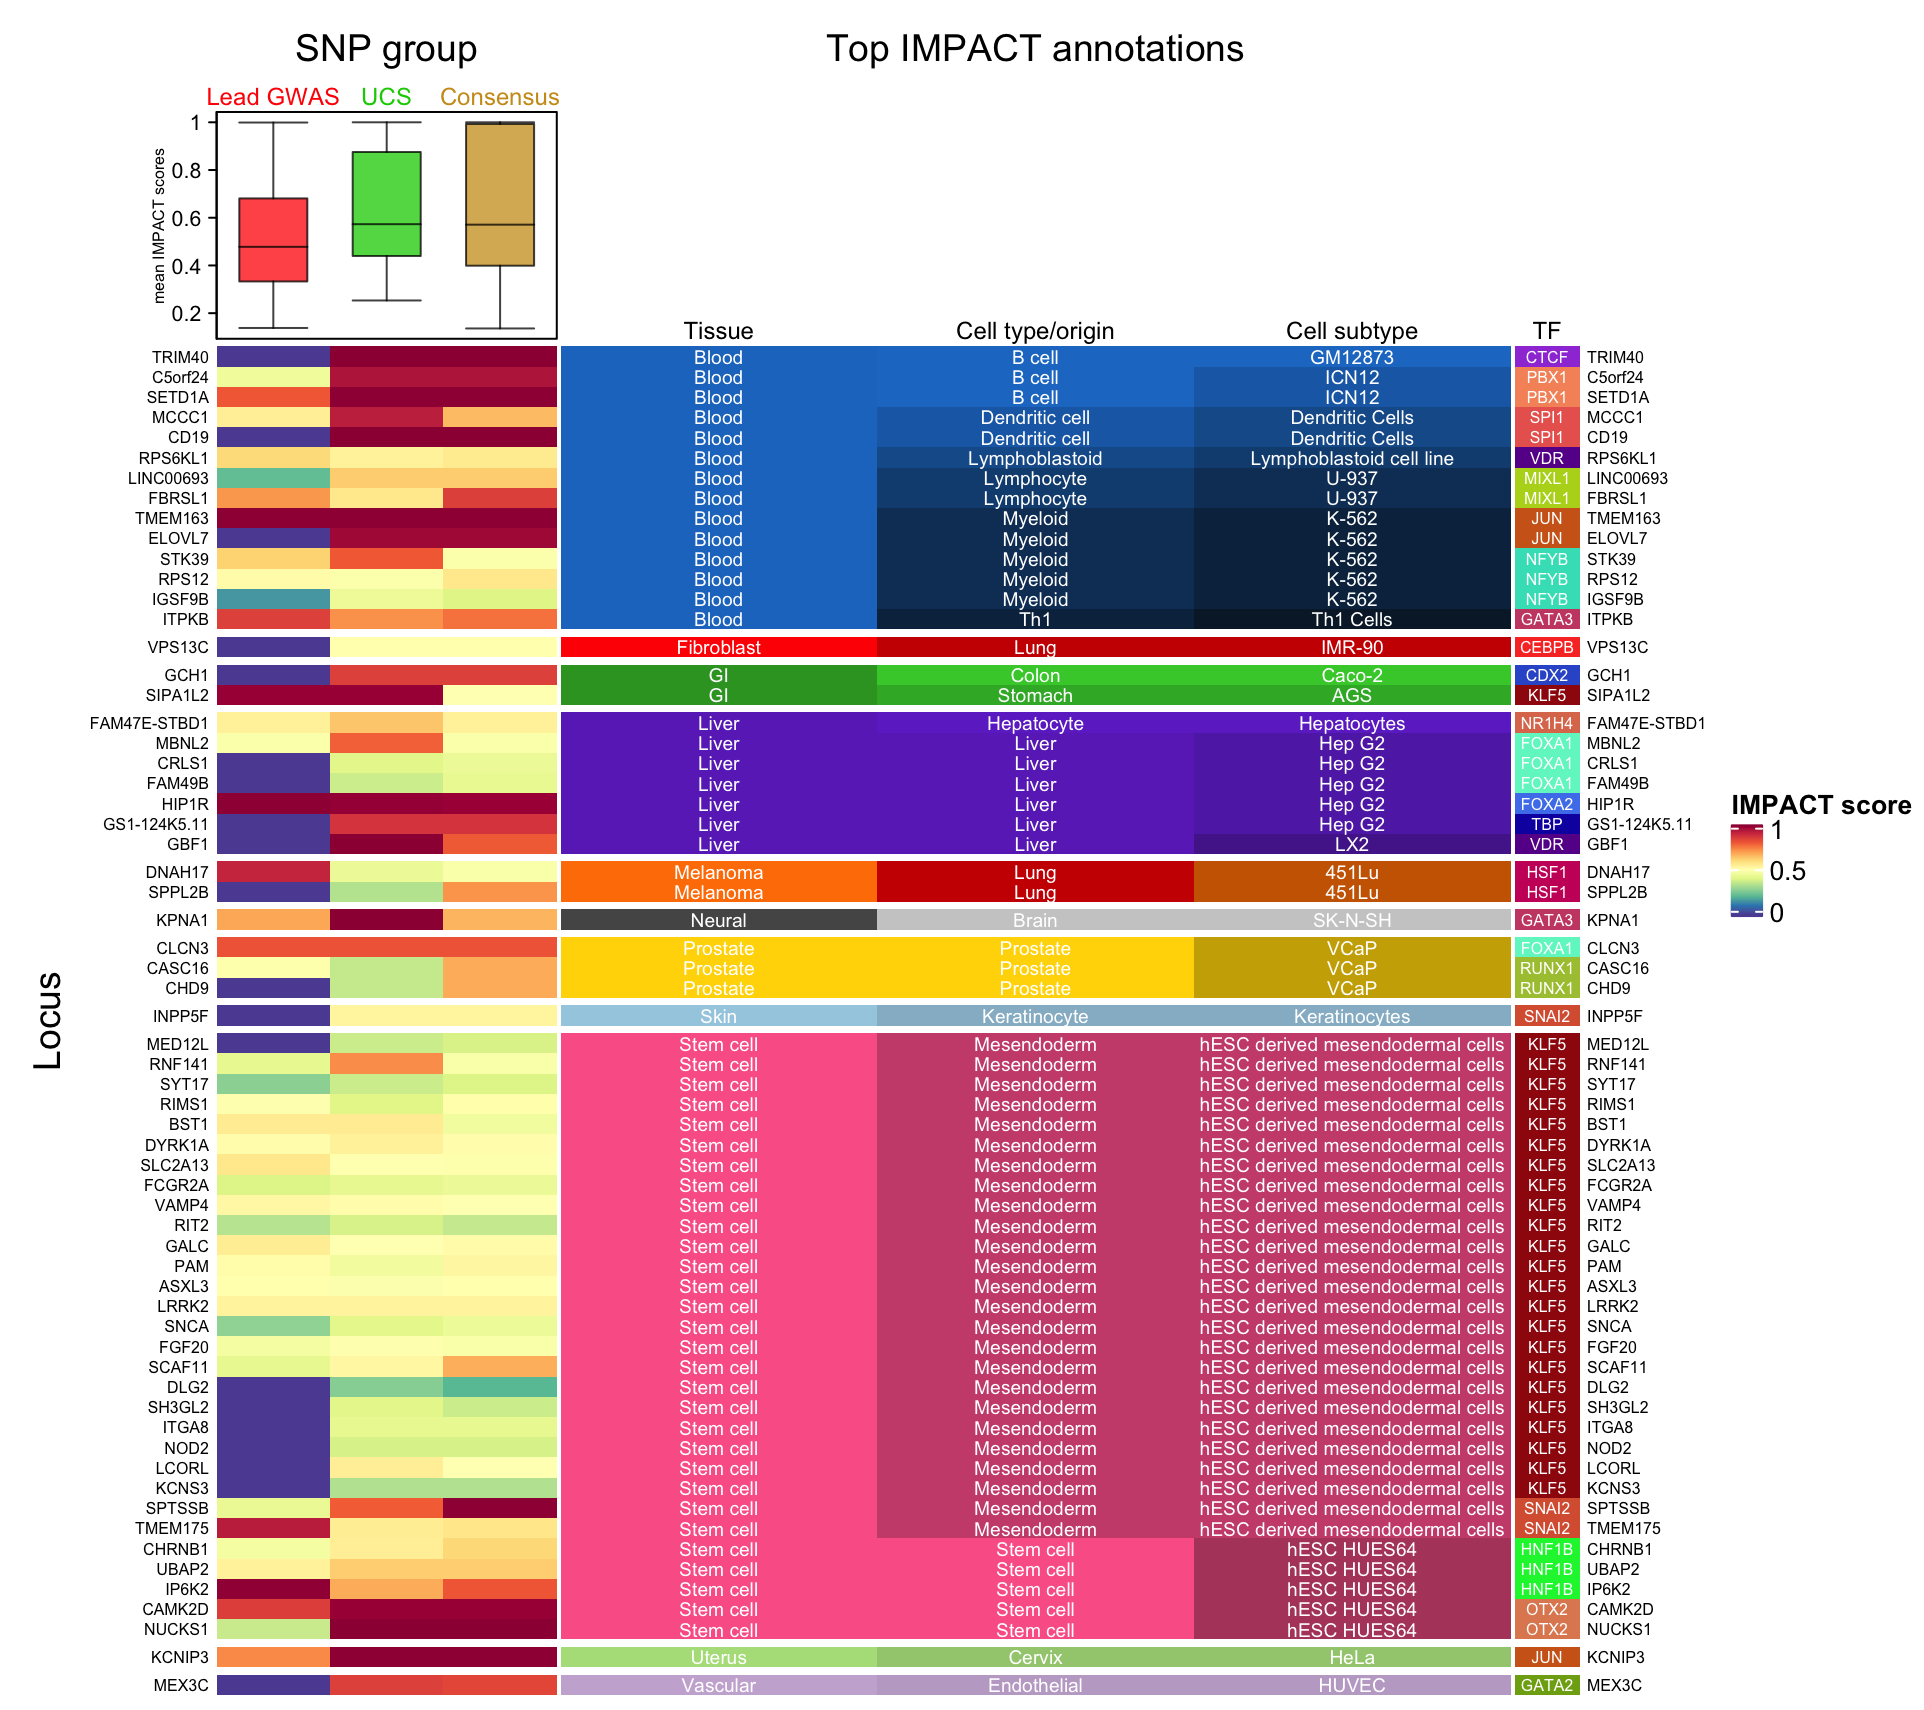 SNP group Top IMPACT annotations
Lead GWAS UCS Consensus
mean IMPACT scores
1
0.8
0.6
0.4
0.2
Tissue Cell type/origin Cell subtype TF
TRIM40 Blood B cell GM12873 CTCF TRIM40
C5orf24 Blood B cell ICN12 PBX1 C5orf24
SETD1A Blood B cell ICN12 PBX1 SETD1A
MCCC1 Blood Dendritic cell Dendritic Cells SPI1 MCCC1
CD19 Blood Dendritic cell Dendritic Cells SPI1 CD19
RPS6KL1 Blood Lymphoblastoid Lymphoblastoid cell line VDR RPS6KL1
LINC00693 Blood Lymphocyte U-937 MIXL1 LINC00693
FBRSL1 Blood Lymphocyte U-937 MIXL1 FBRSL1
TMEM163 Blood Myeloid K-562 JUN TMEM163
ELOVL7 Blood Myeloid K-562 JUN ELOVL7
STK39 Blood Myeloid K-562 NFYB STK39
RPS12 Blood Myeloid K-562 NFYB RPS12
IGSF9B Blood Myeloid K-562 NFYB IGSF9B
ITPKB Blood Th1 Th1 Cells GATA3 ITPKB
VPS13C Fibroblast Lung IMR-90 CEBPB VPS13C
GCH1 GI Colon Caco-2 CDX2 GCH1
SIPA1L2 GI Stomach AGS KLF5 SIPA1L2
FAM47E-STBD1 Liver Hepatocyte Hepatocytes NR1H4 FAM47E-STBD1
MBNL2 Liver Liver Hep G2 FOXA1 MBNL2
CRLS1 Liver Liver Hep G2 FOXA1 CRLS1
FAM49B Liver Liver Hep G2 FOXA1 FAM49B
HIP1R Liver Liver Hep G2 FOXA2 HIP1R
GS1-124K5.11 Liver Liver Hep G2 TBP GS1-124K5.11
GBF1 Liver Liver LX2 VDR GBF1
DNAH17 Melanoma Lung 451Lu HSF1 DNAH17
SPPL2B Melanoma Lung 451Lu HSF1 SPPL2B
KPNA1 Neural Brain SK-N-SH GATA3 KPNA1
CLCN3 Prostate Prostate VCaP FOXA1 CLCN3
CASC16 Prostate Prostate VCaP RUNX1 CASC16
CHD9 Prostate Prostate VCaP RUNX1 CHD9
INPP5F Skin Keratinocyte Keratinocytes SNAI2 INPP5F
MED12L Stem cell Mesendoderm hESC derived mesendodermal cells KLF5 MED12L
RNF141 Stem cell Mesendoderm hESC derived mesendodermal cells KLF5 RNF141
SYT17 Stem cell Mesendoderm hESC derived mesendodermal cells KLF5 SYT17
RIMS1 Stem cell Mesendoderm hESC derived mesendodermal cells KLF5 RIMS1
BST1 Stem cell Mesendoderm hESC derived mesendodermal cells KLF5 BST1
DYRK1A Stem cell Mesendoderm hESC derived mesendodermal cells KLF5 DYRK1A
SLC2A13 Stem cell Mesendoderm hESC derived mesendodermal cells KLF5 SLC2A13
FCGR2A Stem cell Mesendoderm hESC derived mesendodermal cells KLF5 FCGR2A
VAMP4 Stem cell Mesendoderm hESC derived mesendodermal cells KLF5 VAMP4
RIT2 Stem cell Mesendoderm hESC derived mesendodermal cells KLF5 RIT2
GALC Stem cell Mesendoderm hESC derived mesendodermal cells KLF5 GALC
PAM Stem cell Mesendoderm hESC derived mesendodermal cells KLF5 PAM
ASXL3 Stem cell Mesendoderm hESC derived mesendodermal cells KLF5 ASXL3
LRRK2 Stem cell Mesendoderm hESC derived mesendodermal cells KLF5 LRRK2
SNCA Stem cell Mesendoderm hESC derived mesendodermal cells KLF5 SNCA
FGF20 Stem cell Mesendoderm hESC derived mesendodermal cells KLF5 FGF20
SCAF11 Stem cell Mesendoderm hESC derived mesendodermal cells KLF5 SCAF11
DLG2 Stem cell Mesendoderm hESC derived mesendodermal cells KLF5 DLG2
SH3GL2 Stem cell Mesendoderm hESC derived mesendodermal cells KLF5 SH3GL2
ITGA8 Stem cell Mesendoderm hESC derived mesendodermal cells KLF5 ITGA8
NOD2 Stem cell Mesendoderm hESC derived mesendodermal cells KLF5 NOD2
LCORL Stem cell Mesendoderm hESC derived mesendodermal cells KLF5 LCORL
KCNS3 Stem cell Mesendoderm hESC derived mesendodermal cells KLF5 KCNS3
SPTSSB Stem cell Mesendoderm hESC derived mesendodermal cells SNAI2 SPTSSB
TMEM175 Stem cell Mesendoderm hESC derived mesendodermal cells SNAI2 TMEM175
CHRNB1 Stem cell Stem cell hESC HUES64 HNF1B CHRNB1
UBAP2 Stem cell Stem cell hESC HUES64 HNF1B UBAP2
IP6K2 Stem cell Stem cell hESC HUES64 HNF1B IP6K2
CAMK2D Stem cell Stem cell hESC HUES64 OTX2 CAMK2D
NUCKS1 Stem cell Stem cell hESC HUES64 OTX2 NUCKS1
KCNIP3 Uterus Cervix HeLa JUN KCNIP3
MEX3C Vascular Endothelial HUVEC GATA2 MEX3C
Locus
IMPACT score
1
0.5
0